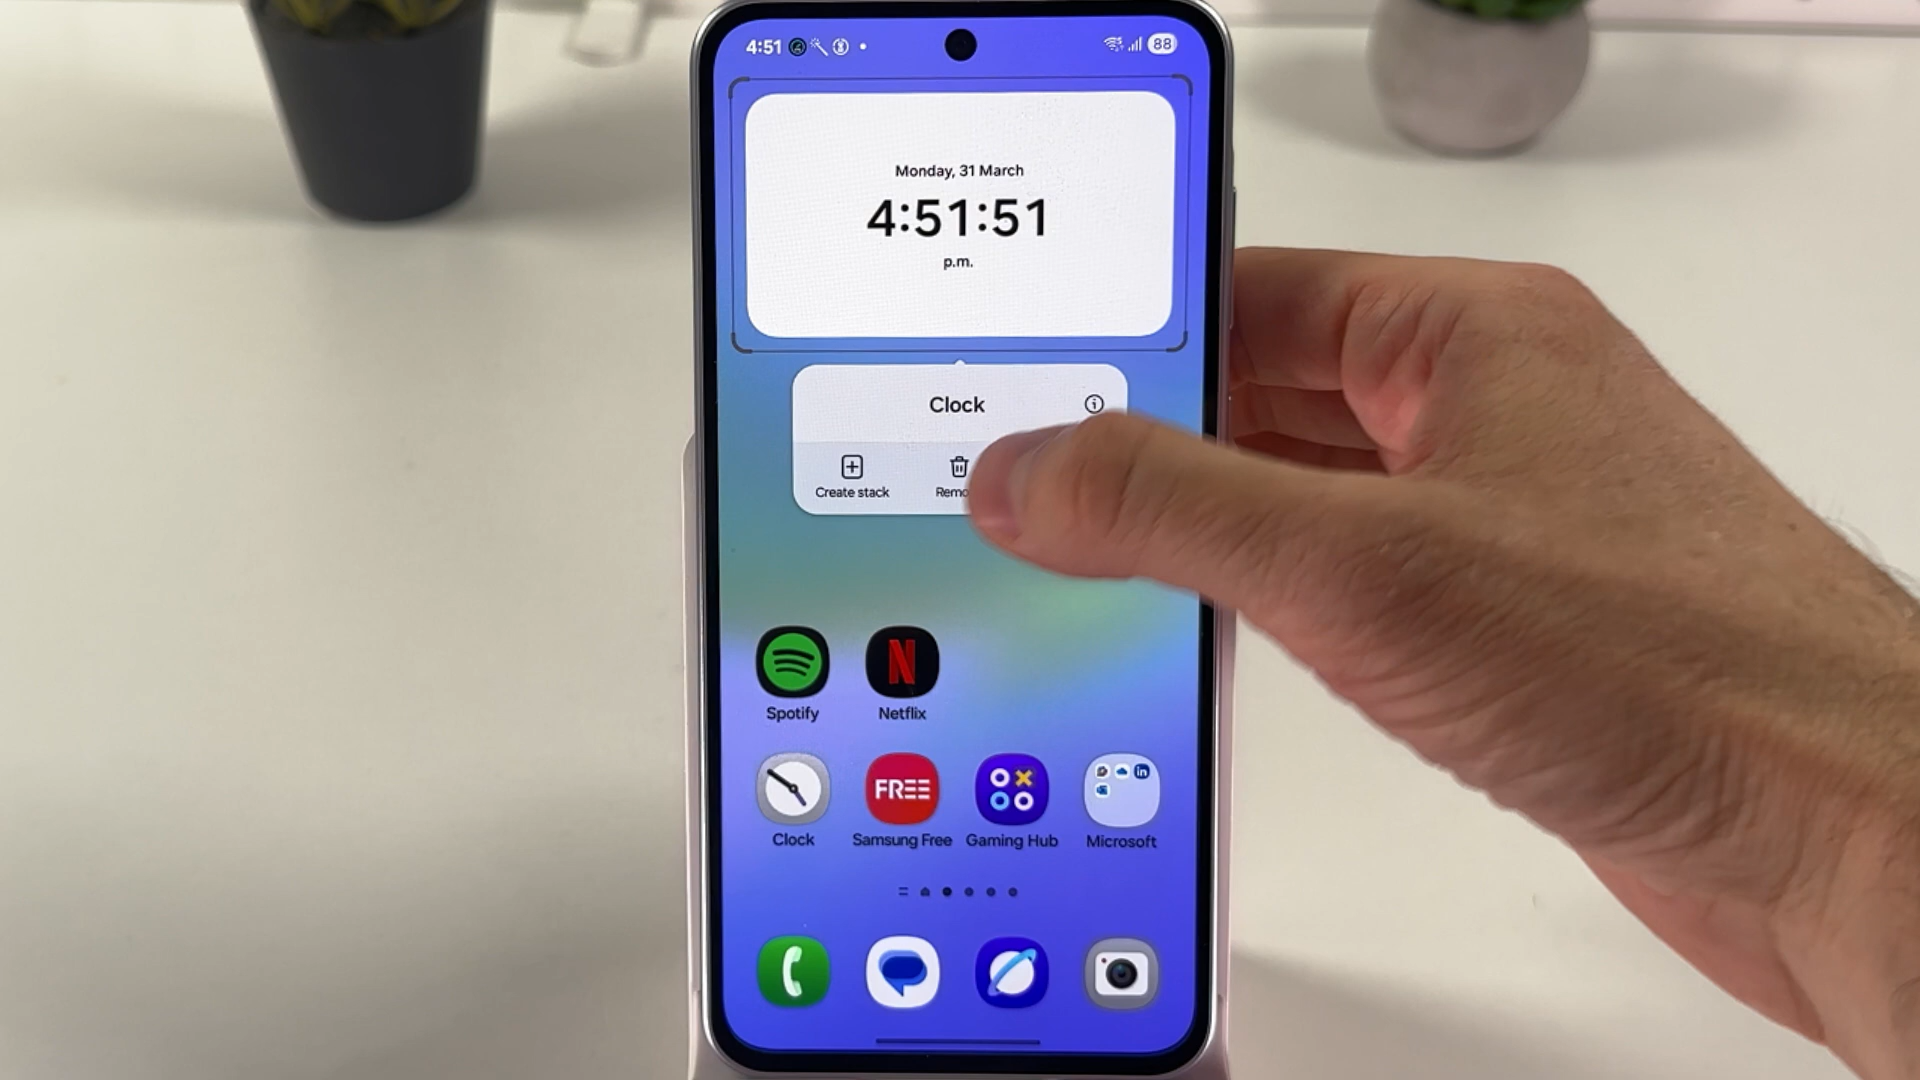 4:51
88
Monday, 31 March
4:51:51
p.m.
Clock
Create stack
Spotify
Netflix
FREE
in
Clock
Samsung Free
Gaming Hub
Microsoft